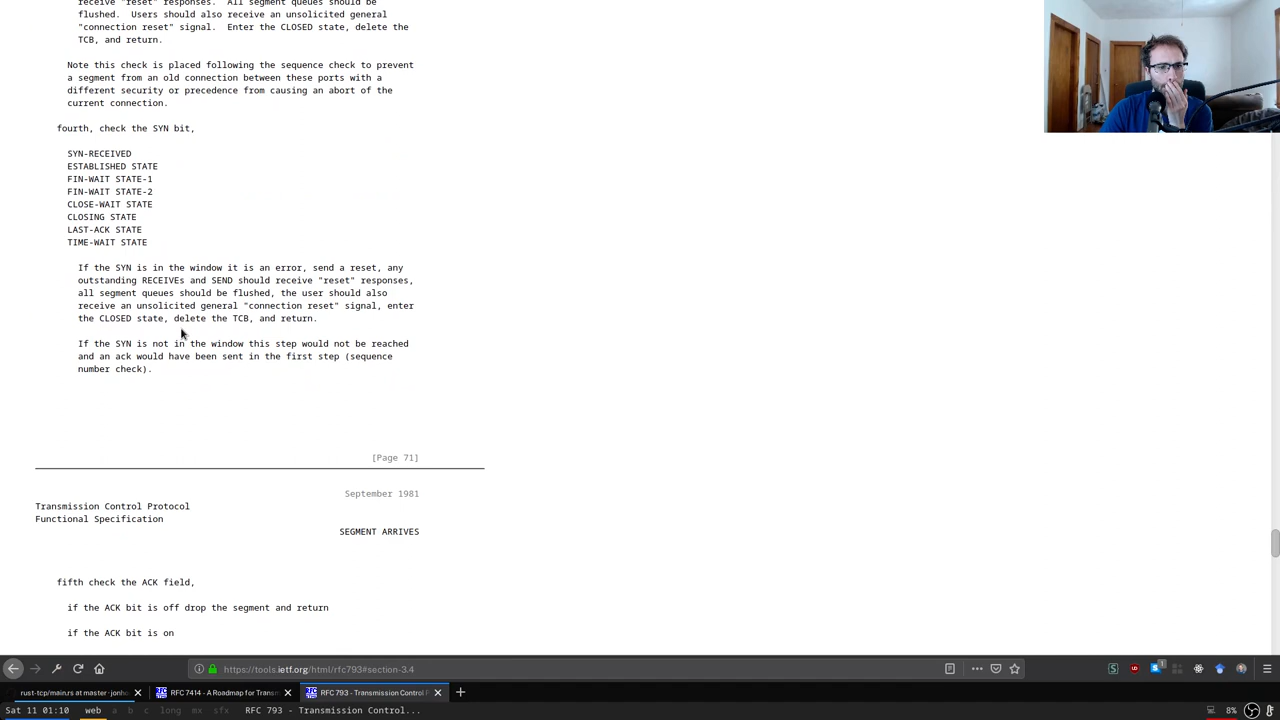 receive "reset" responses.  All segment queues should be
flushed.  Users should also receive an unsolicited general
"connection reset" signal.  Enter the CLOSED state, delete the
TCB, and return.
Note this check is placed following the sequence check to prevent
a segment from an old connection between these ports with a
different security or precedence from causing an abort of the
current connection.
fourth, check the SYN bit,
SYN-RECEIVED
ESTABLISHED STATE
FIN-WAIT STATE-1
FIN-WAIT STATE-2
CLOSE-WAIT STATE
CLOSING STATE
LAST-ACK STATE
TIME-WAIT STATE
If the SYN is in the window it is an error, send a reset, any
outstanding RECEIVEs and SEND should receive "reset" responses,
all segment queues should be flushed, the user should also
receive an unsolicited general "connection reset" signal, enter
the CLOSED state, delete the TCB, and return.
If the SYN is not in the window this step would not be reached
and an ack would have been sent in the first step (sequence
number check).
[Page 71]
September 1981
Transmission Control Protocol
Functional Specification
SEGMENT ARRIVES
fifth check the ACK field,
if the ACK bit is off drop the segment and return
if the ACK bit is on
https://tools.ietf.org/html/rfc793#section-3.4
rust-tcp/main.rs at master · jonho
RFC 7414 - A Roadmap for Transm
RFC 793 - Transmission Control P
Sat 11 01:10 web a b c long mx sfx RFC 793 - Transmission Control... 8%